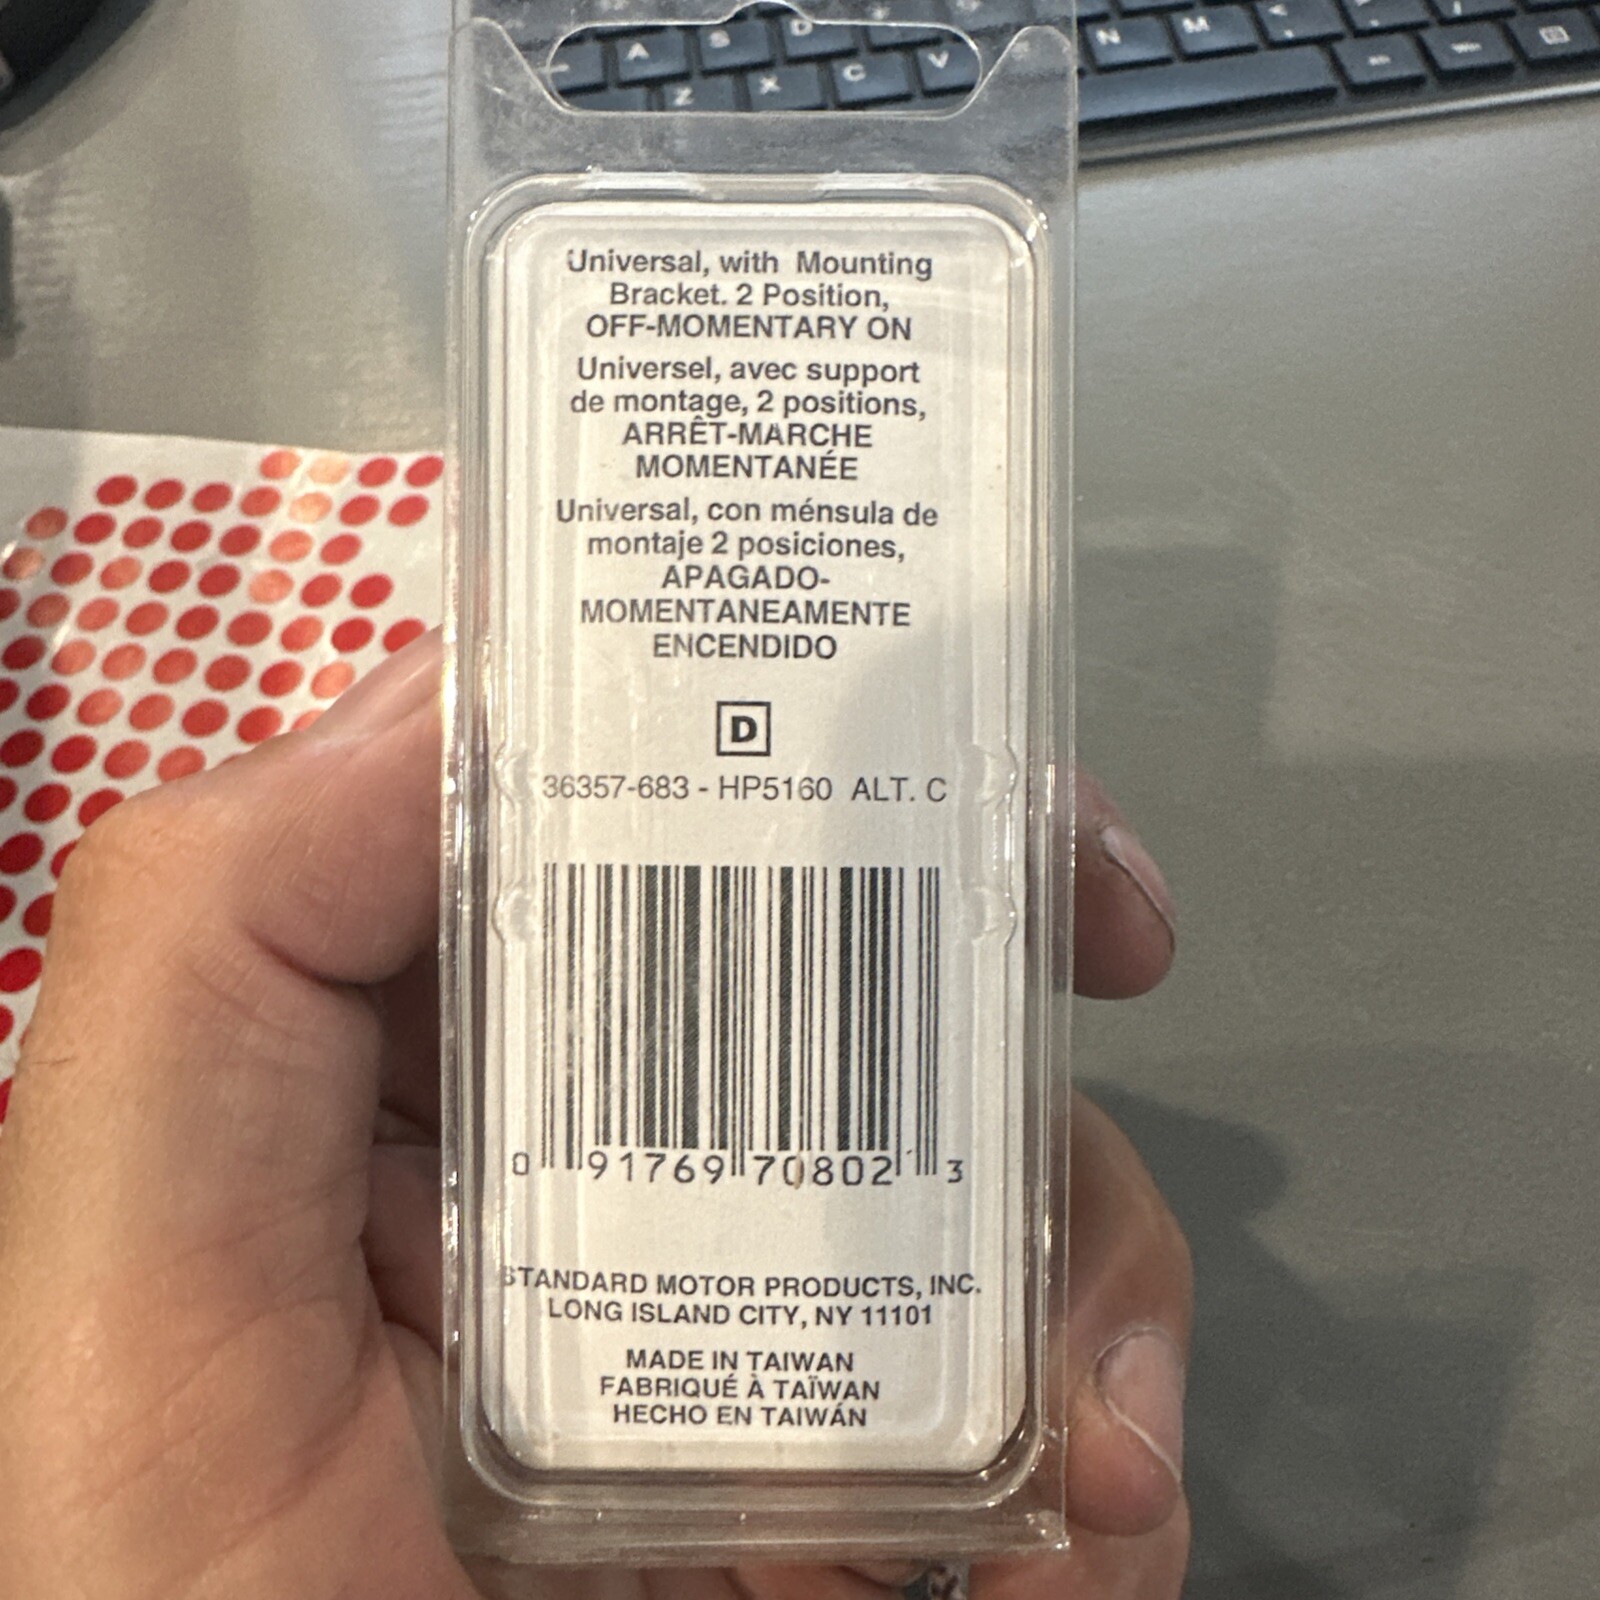 A S D
N M
Z X C V
Universal, with Mounting
Bracket. 2 Position,
OFF-MOMENTARY ON
Universel, avec support
de montage, 2 positions,
ARRÊT-MARCHE
MOMENTANÉE
Universal, con ménsula de
montaje 2 posiciones,
APAGADO-
MOMENTANEAMENTE
ENCENDIDO
D
36357-683 - HP5160 ALT. C
0 91769 70802 3
STANDARD MOTOR PRODUCTS, INC.
LONG ISLAND CITY, NY 11101
MADE IN TAIWAN
FABRIQUÉ À TAÏWAN
HECHO EN TAIWÁN